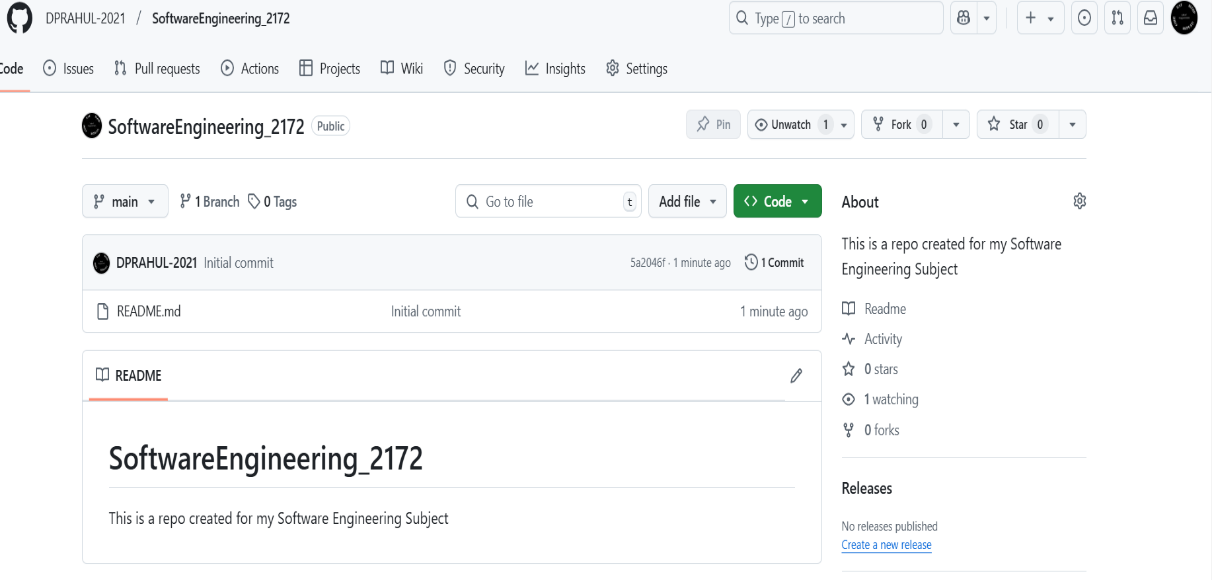 DPRAHUL-2021 / SoftwareEngineering_2172 Type / to search
Code Issues Pull requests Actions Projects Wiki Security Insights Settings
SoftwareEngineering_2172 Public Pin Unwatch 1 Fork 0 Star 0
main 1 Branch 0 Tags Go to file t Add file Code
DPRAHUL-2021 Initial commit 5a2046f · 1 minute ago 1 Commit
README.md Initial commit 1 minute ago
README
SoftwareEngineering_2172
This is a repo created for my Software Engineering Subject
About
This is a repo created for my Software
Engineering Subject
Readme
Activity
0 stars
1 watching
0 forks
Releases
No releases published
Create a new release